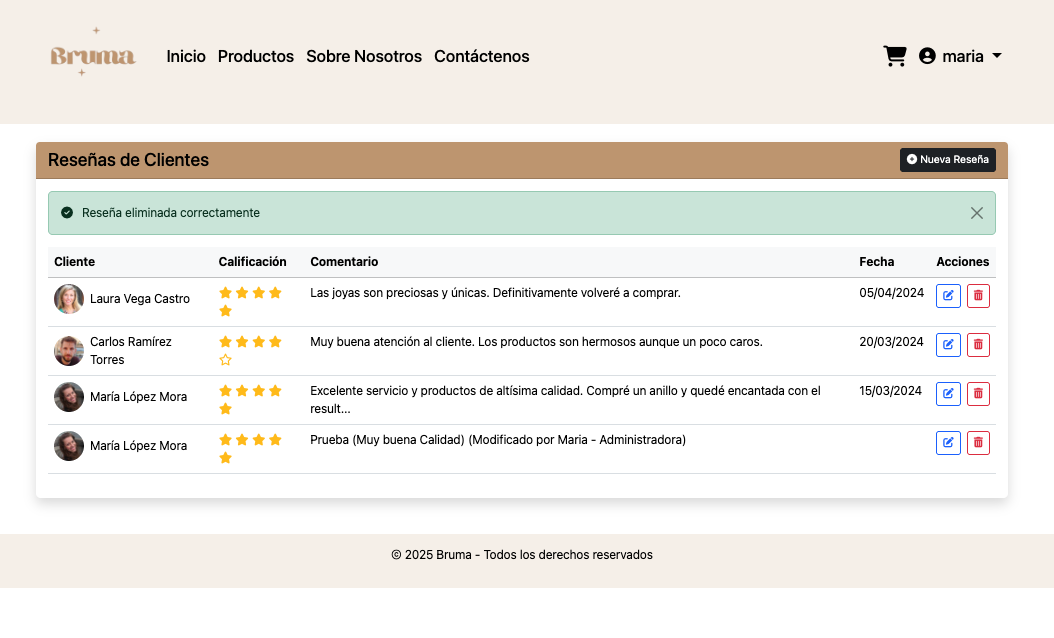 Bruma Inicio Productos Sobre Nosotros Contáctenos maria
Reseñas de Clientes Nueva Reseña
Reseña eliminada correctamente
Cliente Calificación Comentario Fecha Acciones
Laura Vega Castro Las joyas son preciosas y únicas. Definitivamente volveré a comprar. 05/04/2024
Carlos Ramírez Torres Muy buena atención al cliente. Los productos son hermosos aunque un poco caros. 20/03/2024
María López Mora Excelente servicio y productos de altísima calidad. Compré un anillo y quedé encantada con el 15/03/2024
result...
María López Mora Prueba (Muy buena Calidad) (Modificado por Maria - Administradora)
© 2025 Bruma - Todos los derechos reservados